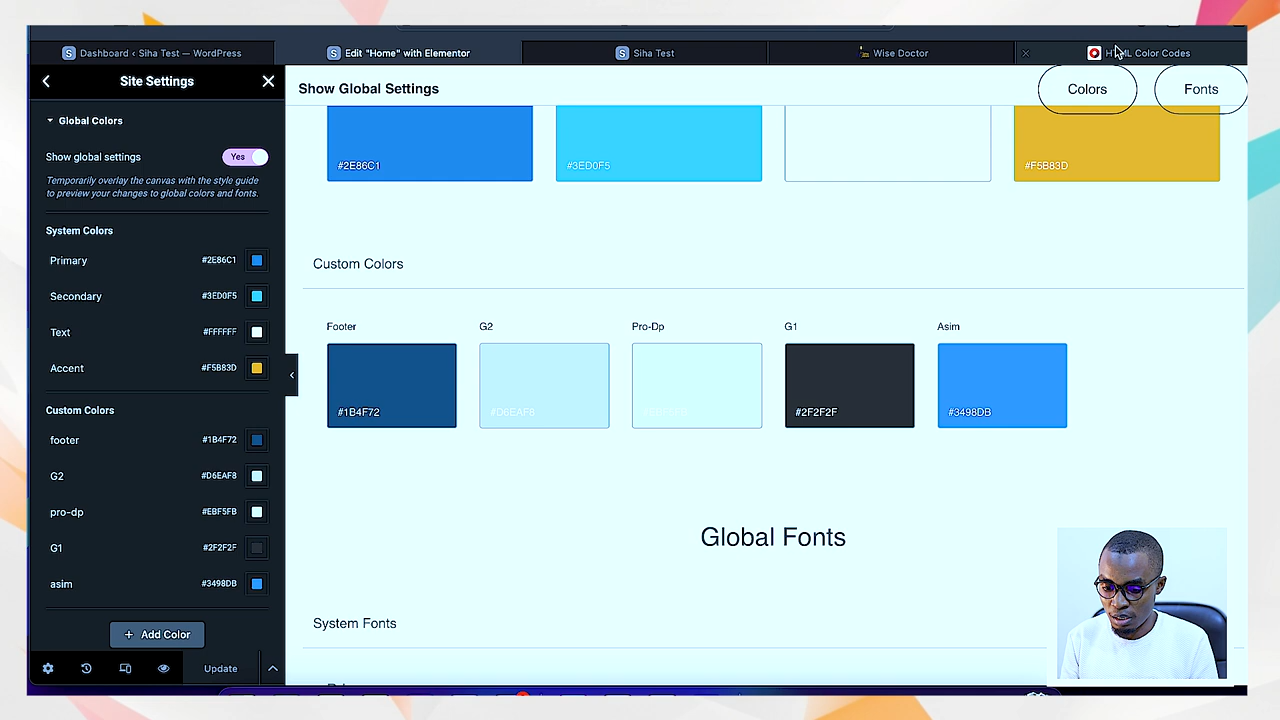 Dashboard ‹ Siha Test — WordPress
Edit "Home" with Elementor
Siha Test
Wise Doctor
HTML Color Codes
Site Settings
Show Global Settings
Colors
Fonts
Global Colors
Show global settings
Yes
Temporarily overlay the canvas with the style guide
to preview your changes to global colors and fonts.
System Colors
Primary
#2E86C1
Secondary
#3ED0F5
Text
#FFFFFF
Accent
#F5B83D
Custom Colors
footer
#1B4F72
G2
#D6EAF8
pro-dp
#EBF5FB
G1
#2F2F2F
asim
#3498DB
+ Add Color
Update
#2E86C1
#3ED0F5
#F5B83D
Custom Colors
Footer
G2
Pro-Dp
G1
Asim
#1B4F72
#D6EAF8
#2F2F2F
#3498DB
Global Fonts
System Fonts